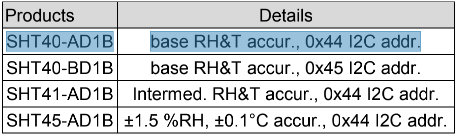 Products Details
SHT40-AD1B base RH&T accur., 0x44 I2C addr.
SHT40-BD1B base RH&T accur., 0x45 I2C addr.
SHT41-AD1B Intermed. RH&T accur., 0x44 I2C addr.
SHT45-AD1B ±1.5 %RH, ±0.1°C accur., 0x44 I2C addr.